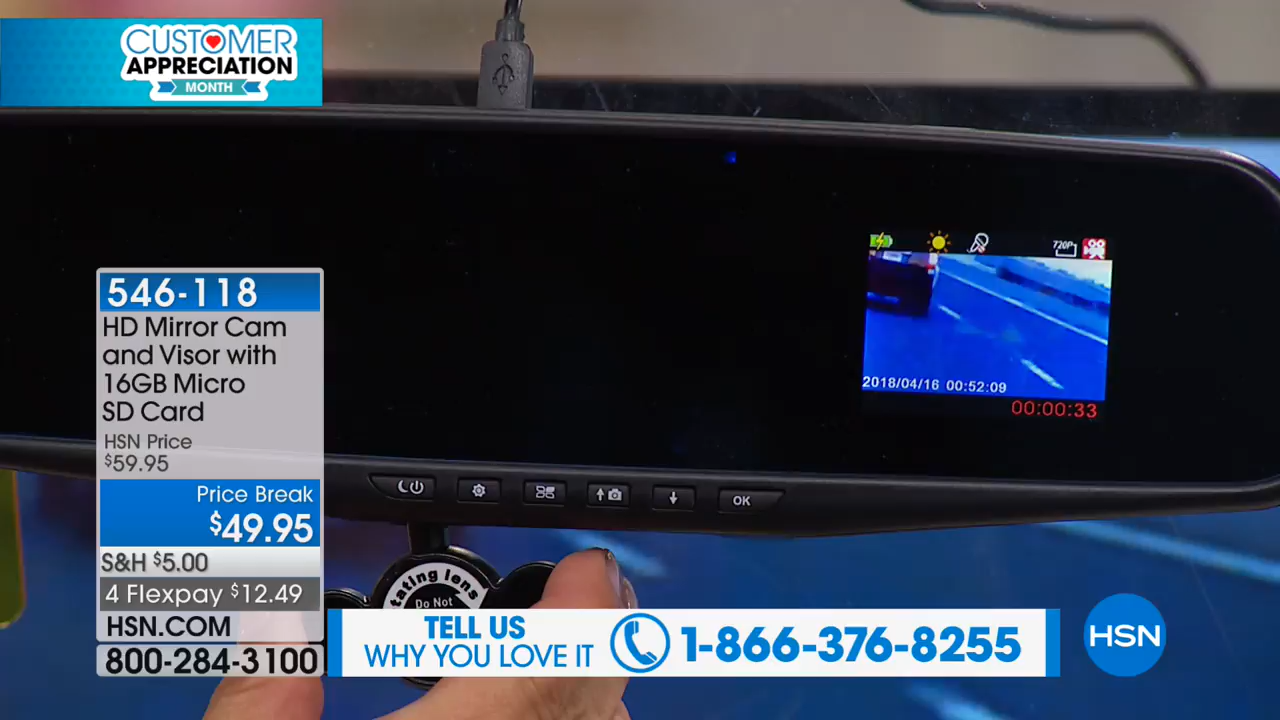 CUSTOMER
APPRECIATION
MONTH
720P
2018/04/16 00:52:09
00:00:33
546-118
HD Mirror Cam
and Visor with
16GB Micro
SD Card
HSN Price
$59.95
Price Break
$49.95
S&H $5.00
4 Flexpay $12.49
HSN.COM
800-284-3100
OK
tating lens
Do Not
TELL US
WHY YOU LOVE IT
1-866-376-8255
HSN